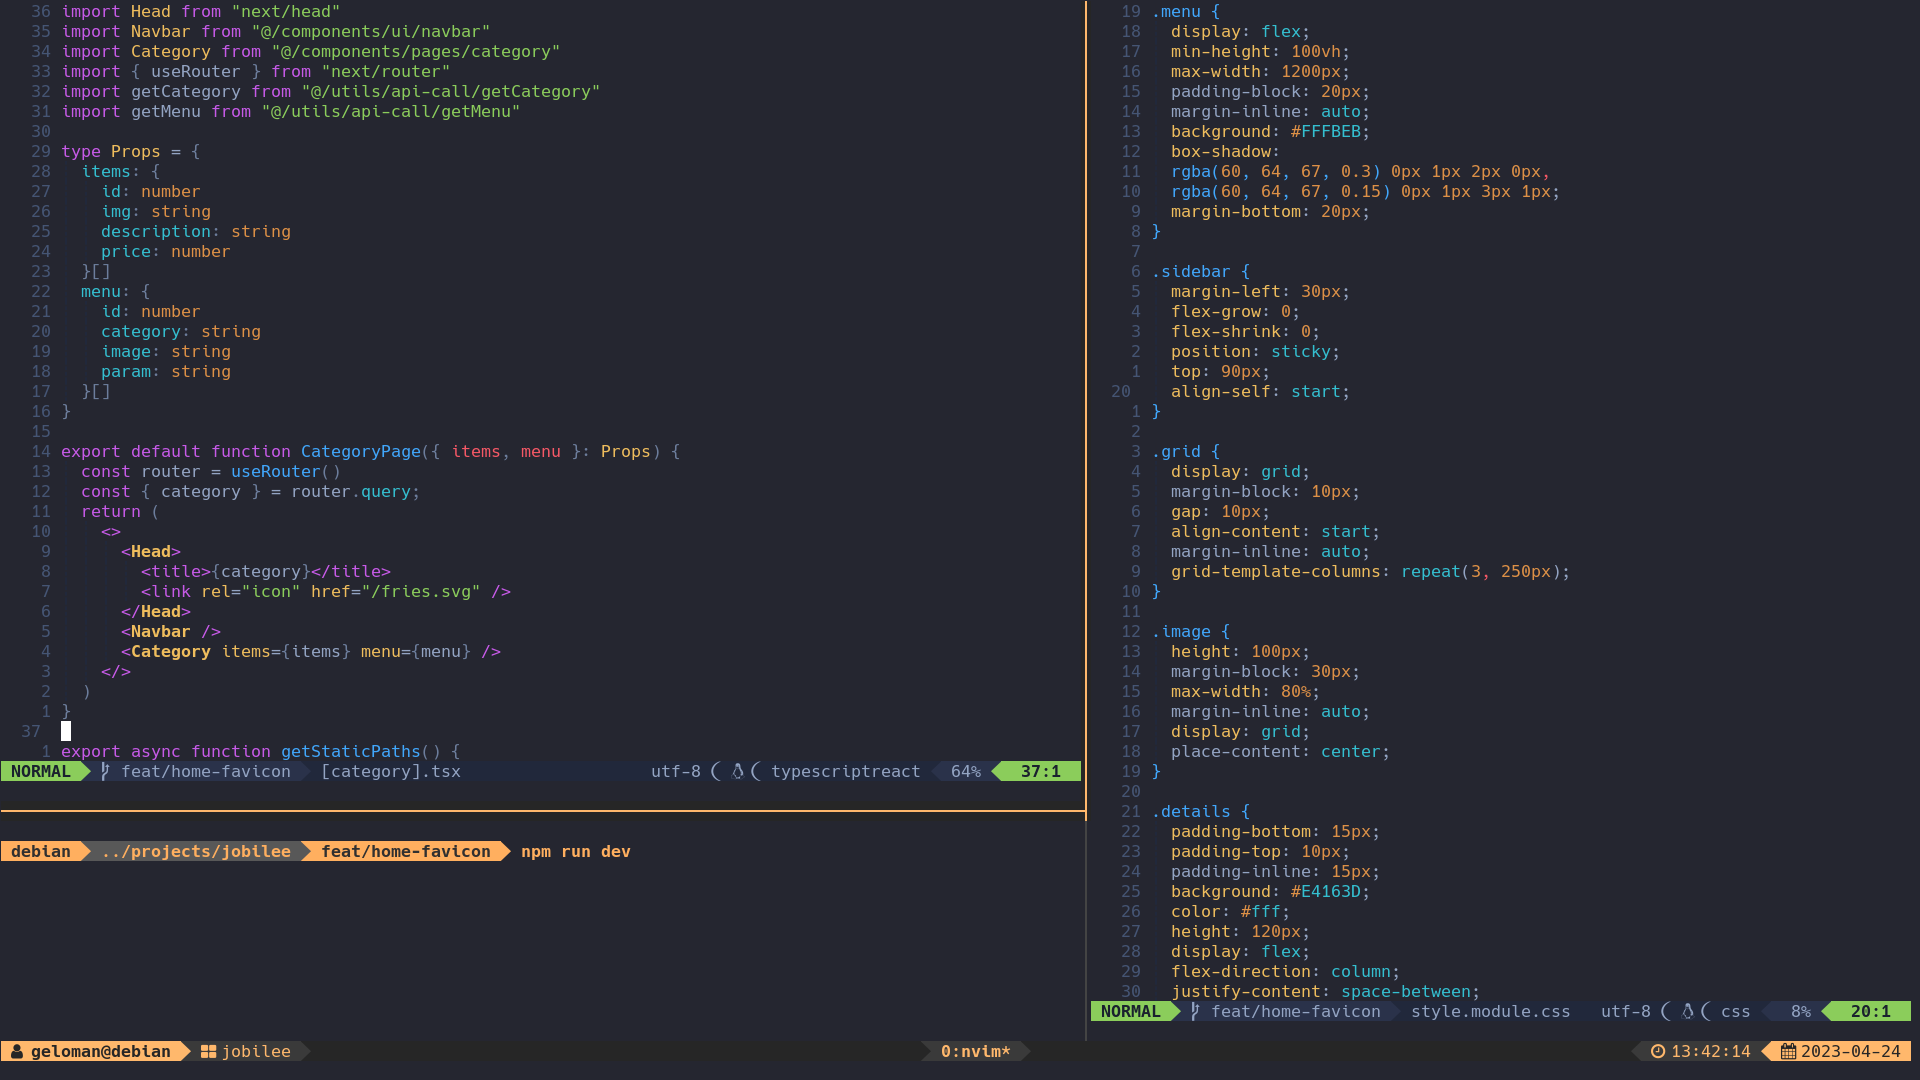 36 import Head from "next/head"
35 import Navbar from "@/components/ui/navbar"
34 import Category from "@/components/pages/category"
33 import { useRouter } from "next/router"
32 import getCategory from "@/utils/api-call/getCategory"
31 import getMenu from "@/utils/api-call/getMenu"
30
29 type Props = {
28   items: {
27     id: number
26     img: string
25     description: string
24     price: number
23   }[]
22   menu: {
21     id: number
20     category: string
19     image: string
18     param: string
17   }[]
16 }
15
14 export default function CategoryPage({ items, menu }: Props) {
13   const router = useRouter()
12   const { category } = router.query;
11   return (
10     <>
9       <Head>
8         <title>{category}</title>
7         <link rel="icon" href="/fries.svg" />
6       </Head>
5       <Navbar />
4       <Category items={items} menu={menu} />
3     </>
2   )
1 }
37
1 export async function getStaticPaths() {
NORMAL feat/home-favicon [category].tsx utf-8 typescriptreact 64% 37:1
debian ../projects/jobilee feat/home-favicon npm run dev
19 .menu {
18   display: flex;
17   min-height: 100vh;
16   max-width: 1200px;
15   padding-block: 20px;
14   margin-inline: auto;
13   background: #FFFBEB;
12   box-shadow:
11   rgba(60, 64, 67, 0.3) 0px 1px 2px 0px,
10   rgba(60, 64, 67, 0.15) 0px 1px 3px 1px;
9   margin-bottom: 20px;
8 }
7
6 .sidebar {
5   margin-left: 30px;
4   flex-grow: 0;
3   flex-shrink: 0;
2   position: sticky;
1   top: 90px;
20   align-self: start;
1 }
2
3 .grid {
4   display: grid;
5   margin-block: 10px;
6   gap: 10px;
7   align-content: start;
8   margin-inline: auto;
9   grid-template-columns: repeat(3, 250px);
10 }
11
12 .image {
13   height: 100px;
14   margin-block: 30px;
15   max-width: 80%;
16   margin-inline: auto;
17   display: grid;
18   place-content: center;
19 }
20
21 .details {
22   padding-bottom: 15px;
23   padding-top: 10px;
24   padding-inline: 15px;
25   background: #E4163D;
26   color: #fff;
27   height: 120px;
28   display: flex;
29   flex-direction: column;
30   justify-content: space-between;
NORMAL feat/home-favicon style.module.css utf-8 css 8% 20:1
geloman@debian jobilee 0:nvim* 13:42:14 2023-04-24